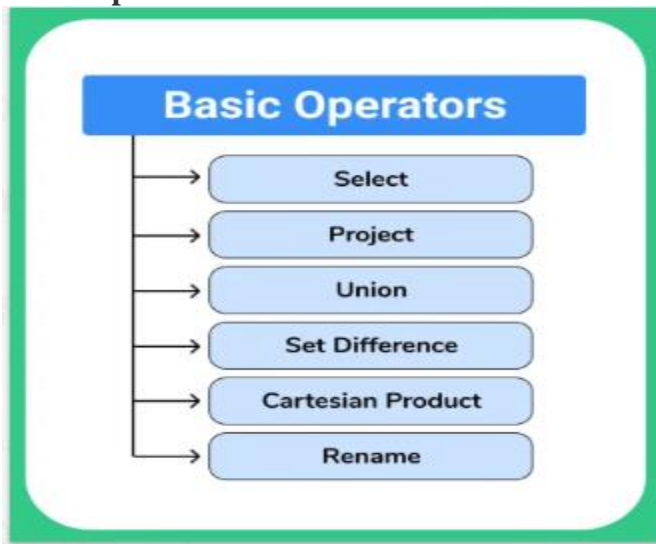 Basic Operators
Select
Project
Union
Set Difference
Cartesian Product
Rename